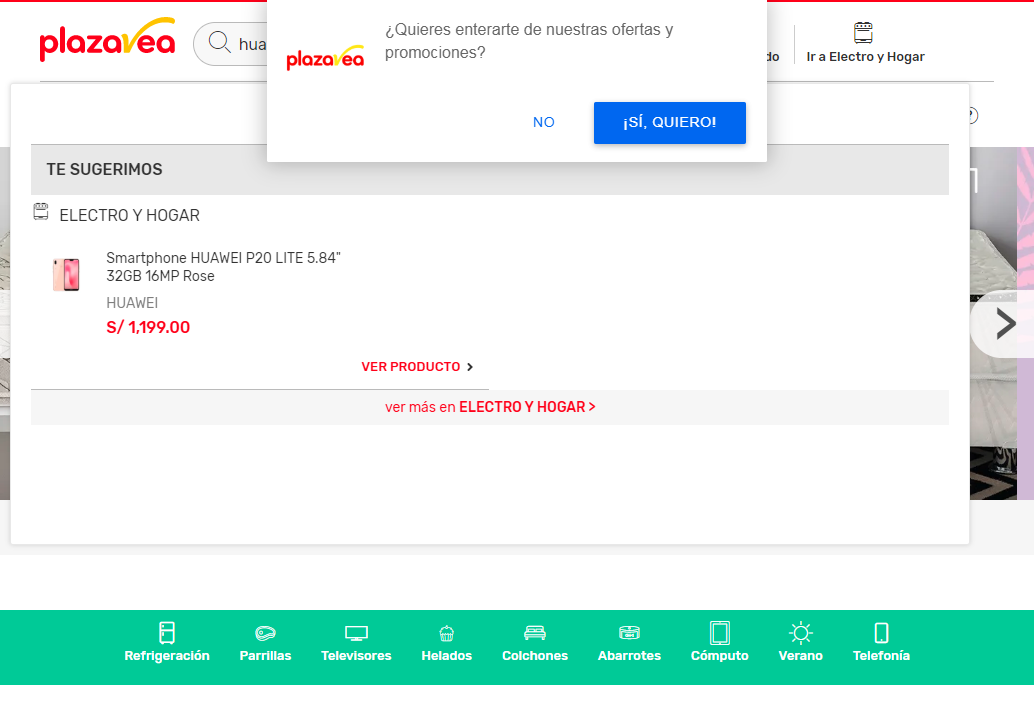 plazavea
hua
plazavea
¿Quieres enterarte de nuestras ofertas y
promociones?
NO
¡SÍ, QUIERO!
Ir a Electro y Hogar
TE SUGERIMOS
ELECTRO Y HOGAR
Smartphone HUAWEI P20 LITE 5.84"
32GB 16MP Rose
HUAWEI
S/ 1,199.00
VER PRODUCTO
ver más en ELECTRO Y HOGAR >
Refrigeración
Parrillas
Televisores
Helados
Colchones
Abarrotes
Cómputo
Verano
Telefonía